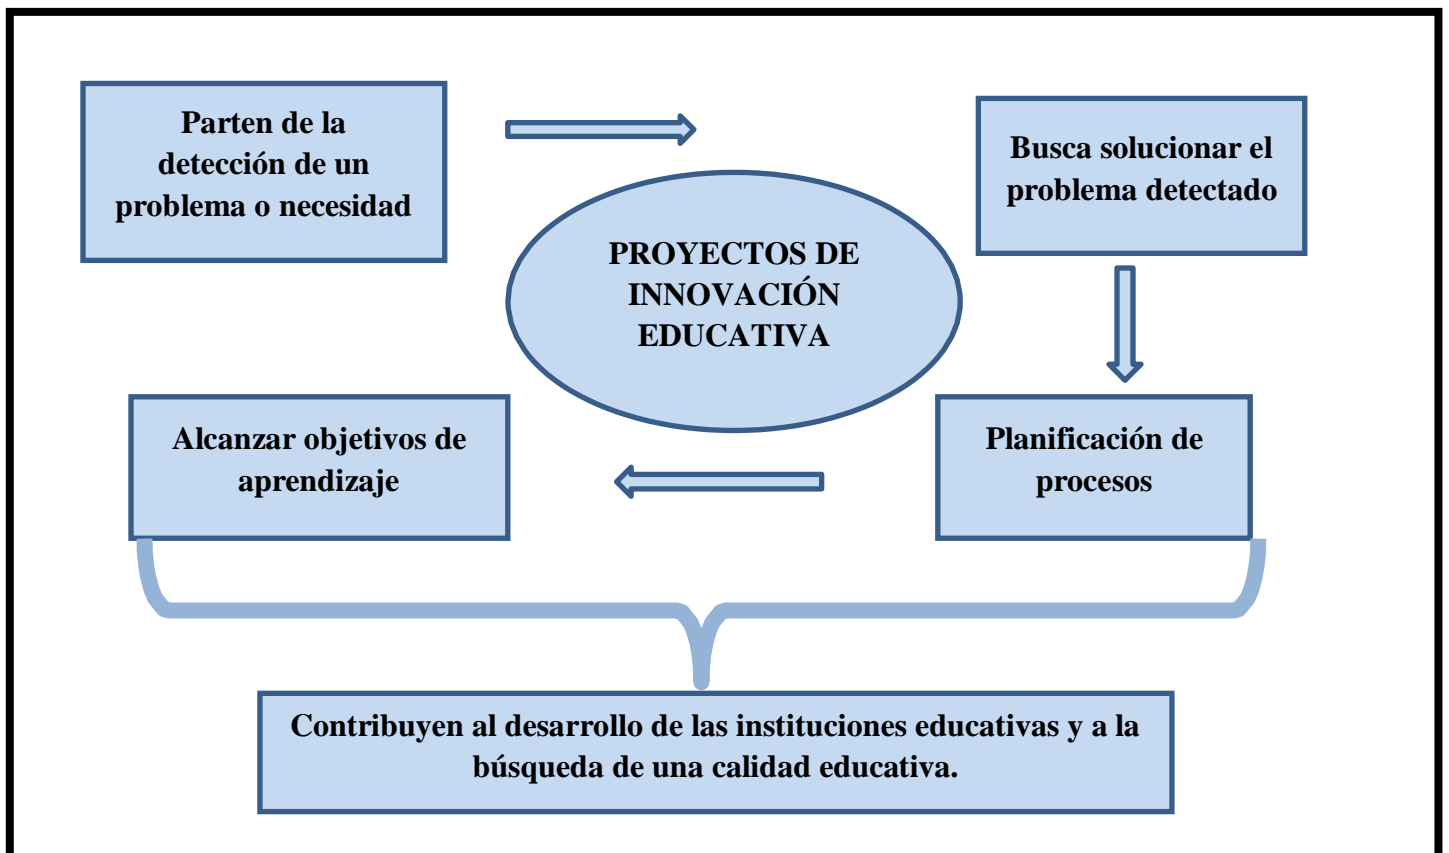 Parten de la
detección de un
problema o necesidad
Busca solucionar el
problema detectado
PROYECTOS DE
INNOVACIÓN
EDUCATIVA
Alcanzar objetivos de
aprendizaje
Planificación de
procesos
Contribuyen al desarrollo de las instituciones educativas y a la
búsqueda de una calidad educativa.